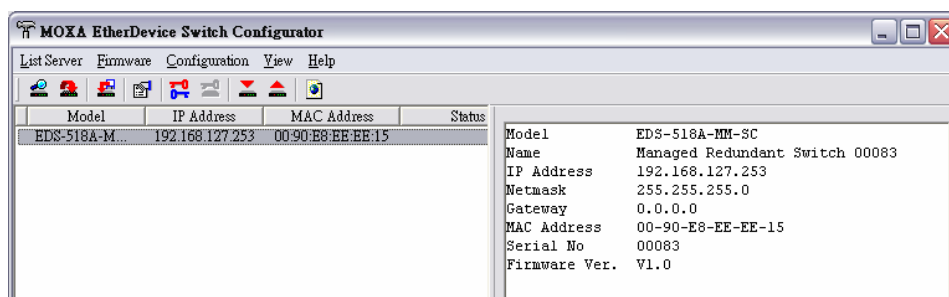 MOXA EtherDevice Switch Configurator
List Server Firmware Configuration View Help
Model IP Address MAC Address Status
EDS-518A-M... 192.168.127.253 00:90:E8:EE:EE:15
Model EDS-518A-MM-SC
Name Managed Redundant Switch 00083
IP Address 192.168.127.253
Netmask 255.255.255.0
Gateway 0.0.0.0
MAC Address 00-90-E8-EE-EE-15
Serial No 00083
Firmware Ver. V1.0